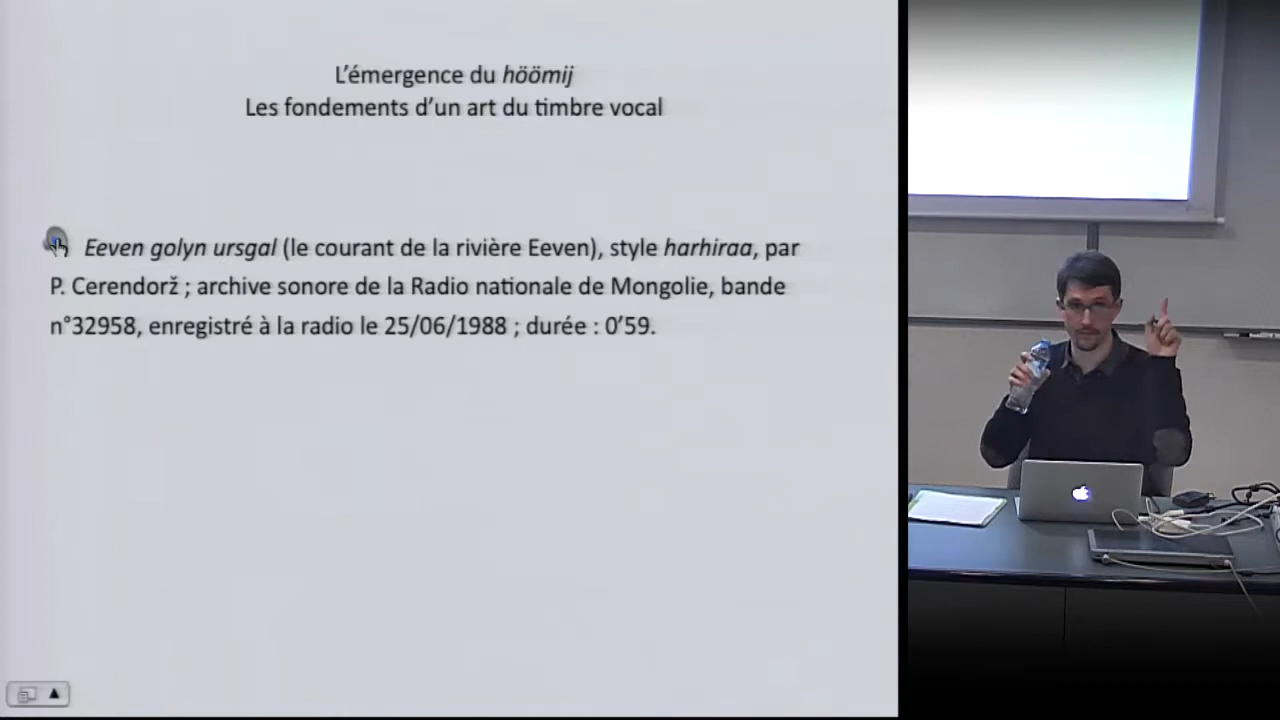 L’émergence du höömij
Les fondements d’un art du timbre vocal
Eeven golyn ursgal (le courant de la rivière Eeven), style harhiraa, par
P. Cerendorž ; archive sonore de la Radio nationale de Mongolie, bande
n°32958, enregistré à la radio le 25/06/1988 ; durée : 0’59.